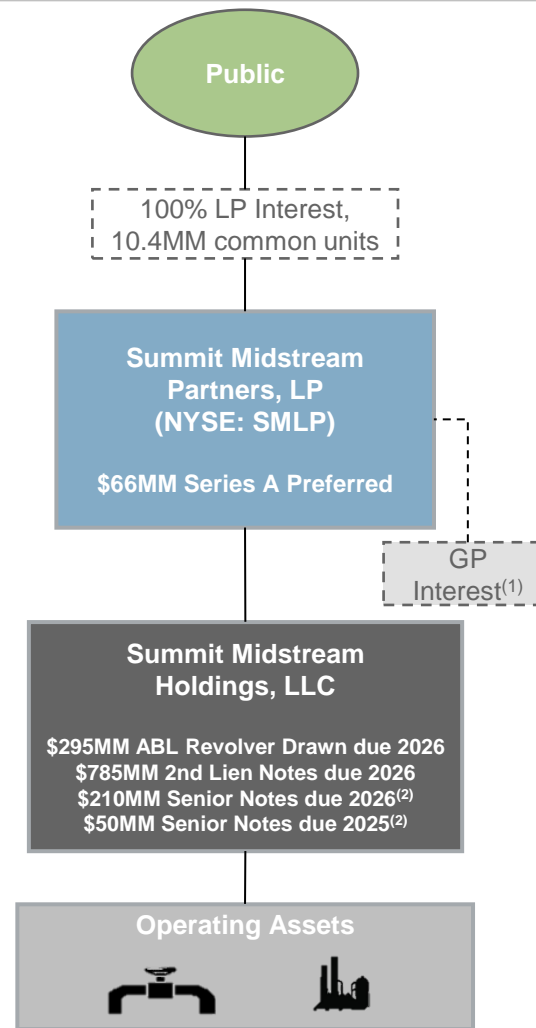 Public
100% LP Interest,
10.4MM common units
Summit Midstream
Partners, LP
(NYSE: SMLP)
$66MM Series A Preferred
GP
Interest(1)
Summit Midstream
Holdings, LLC
$295MM ABL Revolver Drawn due 2026
$785MM 2nd Lien Notes due 2026
$210MM Senior Notes due 2026(2)
$50MM Senior Notes due 2025(2)
Operating Assets